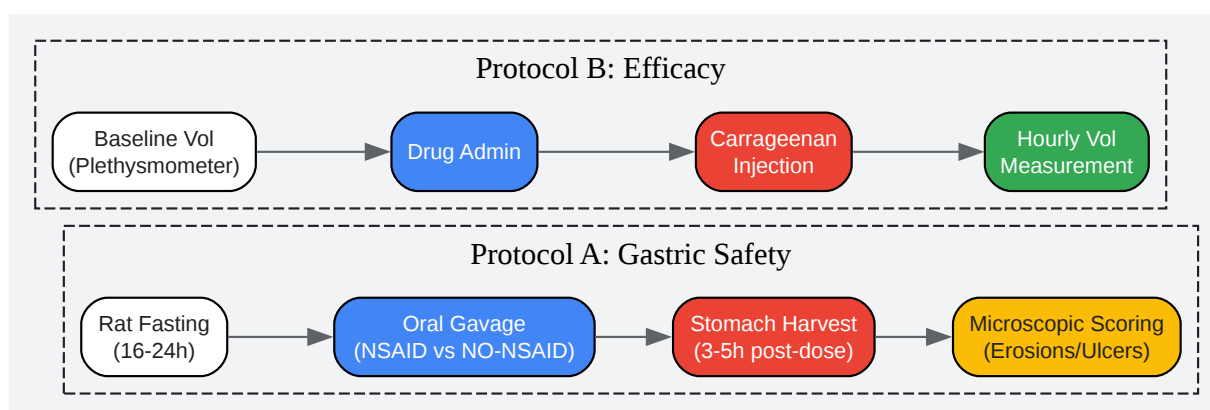 Protocol B: Efficacy
Baseline Vol
(Plethysmometer)
Drug Admin
Carrageenan
Injection
Hourly Vol
Measurement
Protocol A: Gastric Safety
Rat Fasting
(16-24h)
Oral Gavage
(NSAID vs NO-NSAID)
Stomach Harvest
(3-5h post-dose)
Microscopic Scoring
(Erosions/Ulcers)